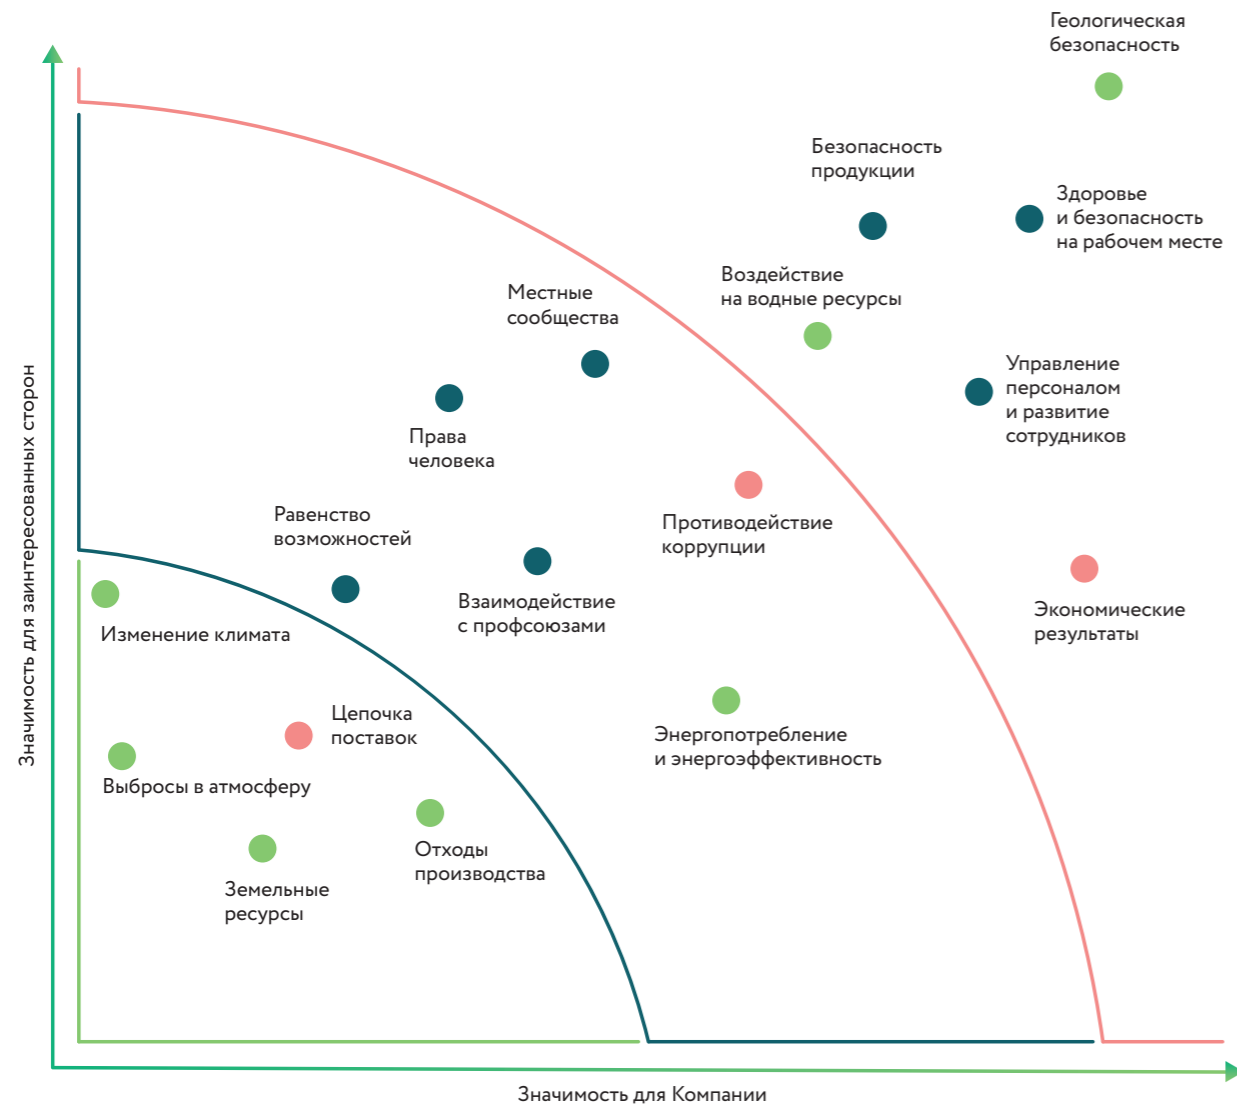 Геологическая
безопасность
Безопасность
продукции
Здоровье
и безопасность
на рабочем месте
Воздействие
на водные ресурсы
Местные
сообщества
Управление
персоналом
и развитие
сотрудников
Права
человека
Противодействие
коррупции
Равенство
возможностей
Взаимодействие
с профсоюзами
Экономические
результаты
Изменение климата
Цепочка
поставок
Энергопотребление
и энергоэффективность
Выбросы в атмосферу
Отходы
производства
Земельные
ресурсы
Значимость для заинтересованных сторон
Значимость для Компании